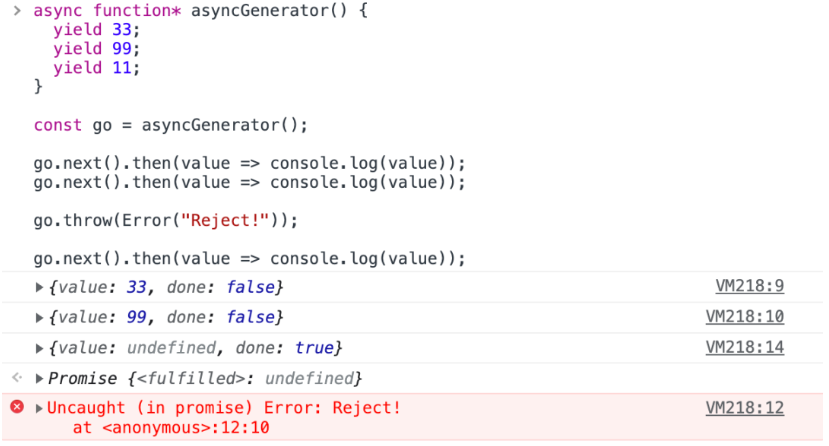 > async function* asyncGenerator() {
  yield 33;
  yield 99;
  yield 11;
}

const go = asyncGenerator();

go.next().then(value => console.log(value));
go.next().then(value => console.log(value));

go.throw(Error("Reject!"));

go.next().then(value => console.log(value));
▶{value: 33, done: false} VM218:9
▶{value: 99, done: false} VM218:10
▶{value: undefined, done: true} VM218:14
<· ▶Promise {<fulfilled>: undefined}
▶Uncaught (in promise) Error: Reject! VM218:12
    at <anonymous>:12:10